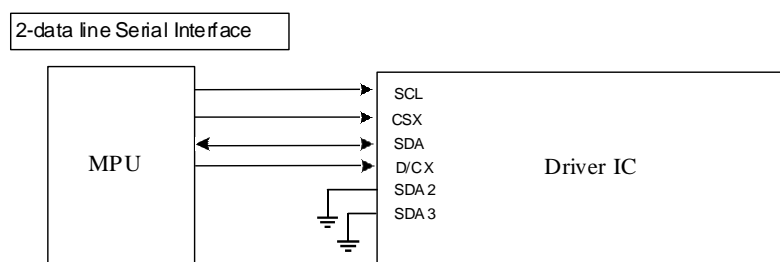 2-data line Serial Interface
SCL
CSX
SDA
MPU
D/CX
Driver IC
SDA2
SDA3